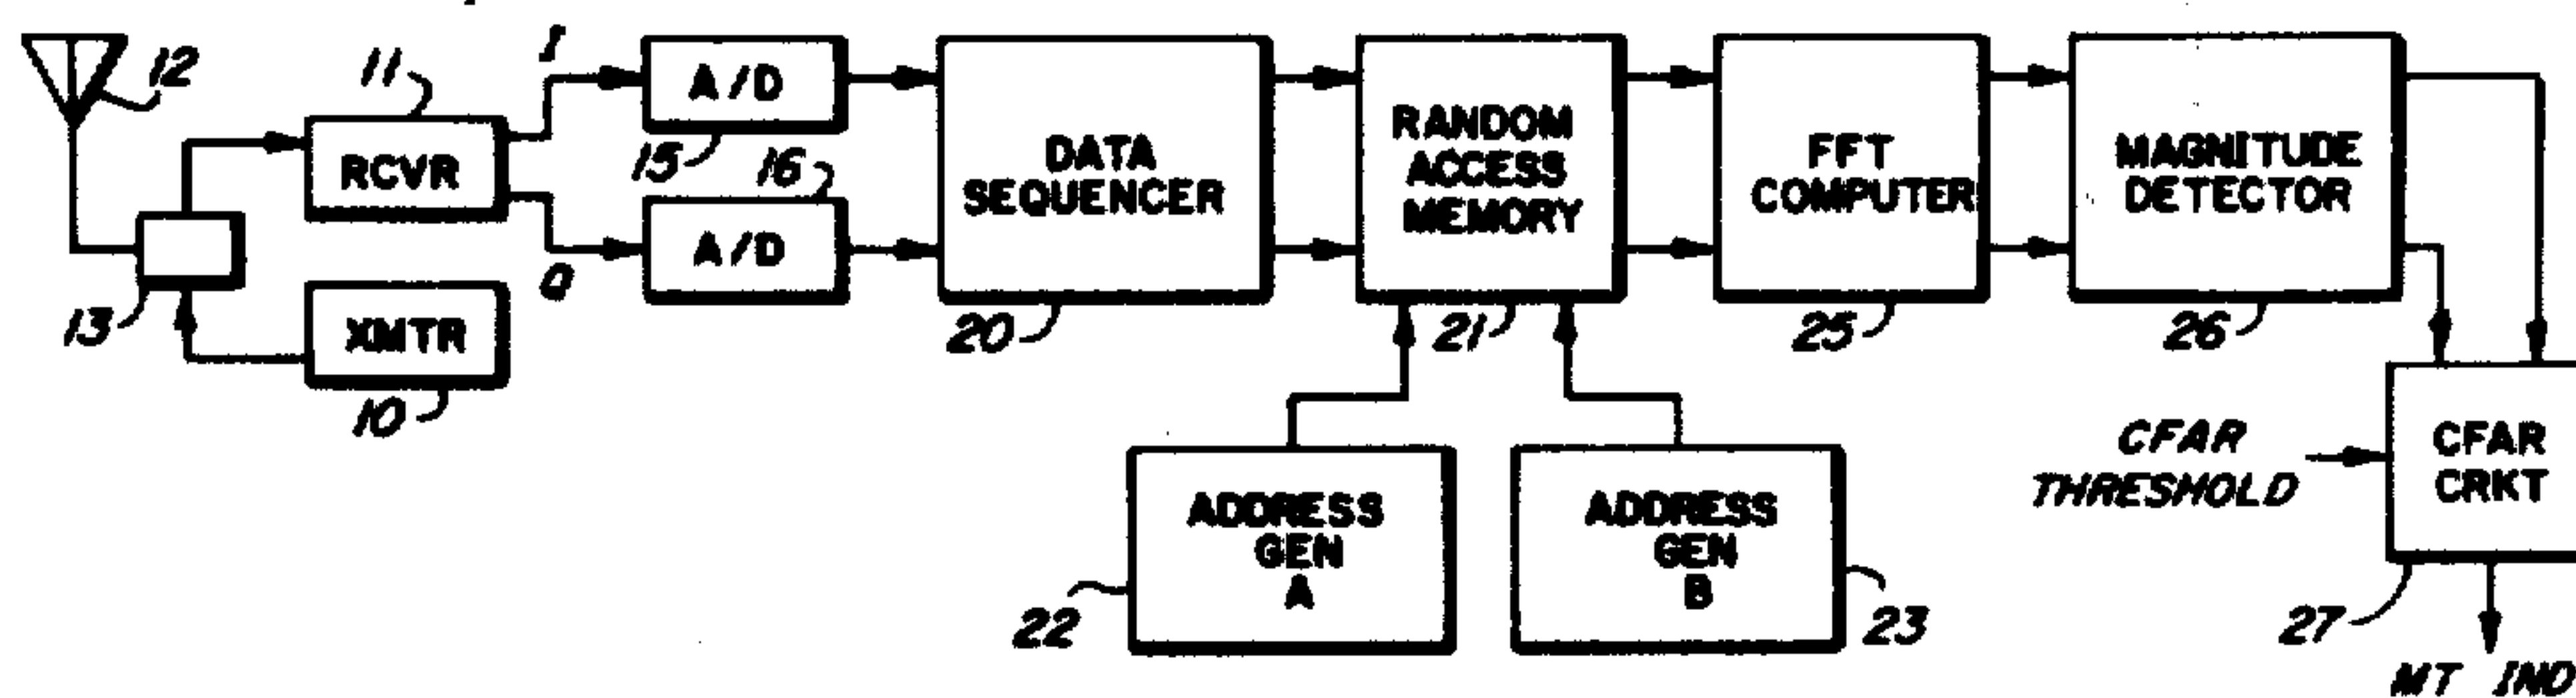 12
11
RCVR
I
Q
13
XMTR
10
A/D
15
16
A/D
DATA
SEQUENCER
20
RANDOM
ACCESS
MEMORY
21
FFT
COMPUTER
25
MAGNITUDE
DETECTOR
26
ADDRESS
GEN
A
22
ADDRESS
GEN
B
23
CFAR
THRESHOLD
CFAR
CRKT
27
MT IND